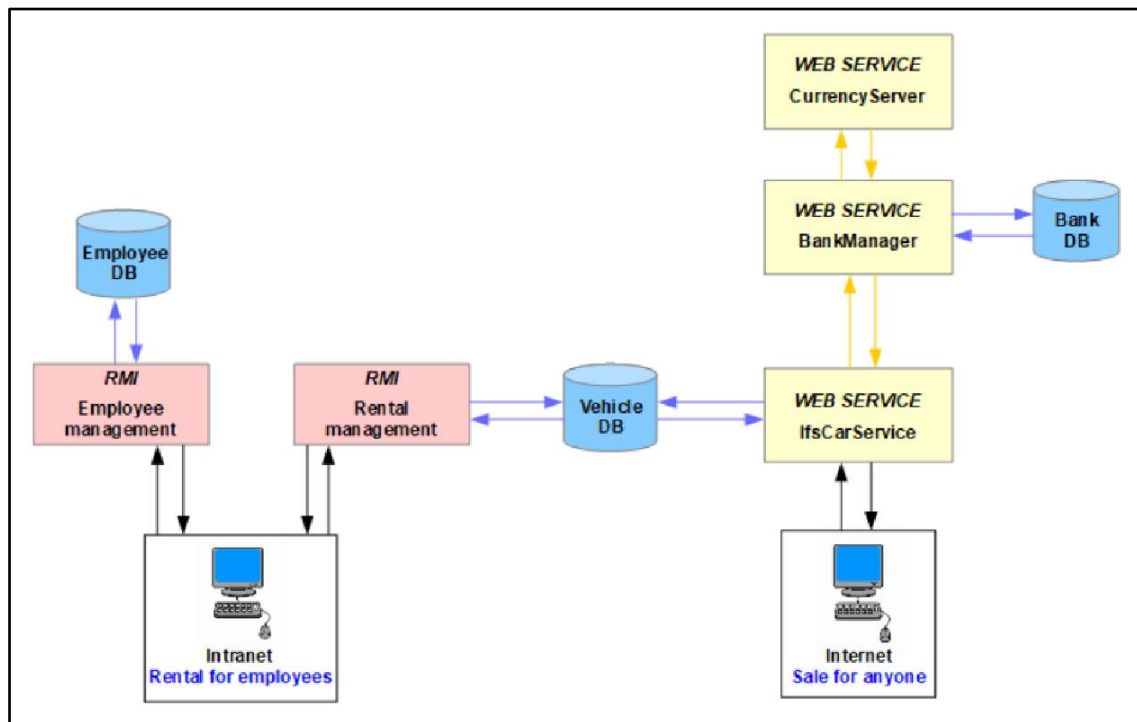 WEB SERVICE
CurrencyServer
WEB SERVICE
BankManager
Bank
DB
Employee
DB
RMI
Employee
management
RMI
Rental
management
Vehicle
DB
WEB SERVICE
IfsCarService
Intranet
Rental for employees
Internet
Sale for anyone